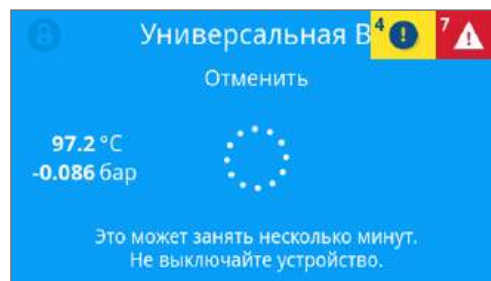 Универсальная В 4 ! 7 !
Отменить
97.2 °C
-0.086 бар
Это может занять несколько минут.
Не выключайте устройство.